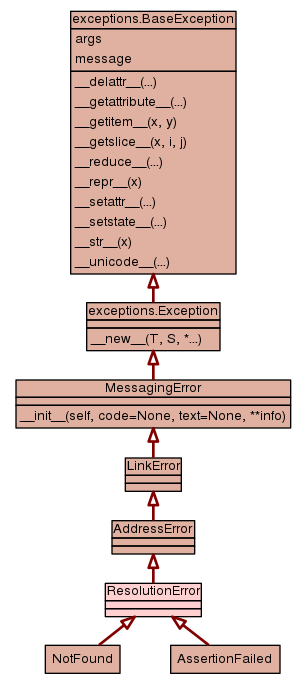 exceptions.BaseException
args
message
__delattr__(...)
__getattribute__(...)
__getitem__(x, y)
__getslice__(x, i, j)
__reduce__(...)
__repr__(x)
__setattr__(...)
__setstate__(...)
__str__(x)
__unicode__(...)
exceptions.Exception
__new__(T, S, *...)
MessagingError
__init__(self, code=None, text=None, **info)
LinkError
AddressError
ResolutionError
NotFound
AssertionFailed